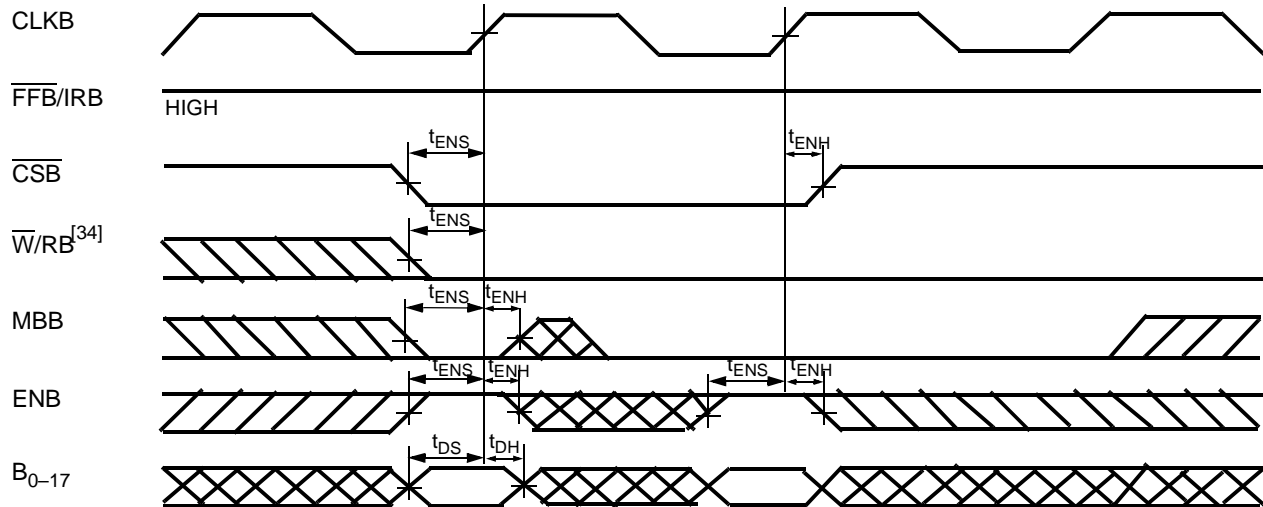 CLKB
FFB/IRB
HIGH
tENS
tENH
CSB
tENS
W/RB[34]
tENS tENH
MBB
tENS tENH tENS tENH
ENB
tDS tDH
B0–17